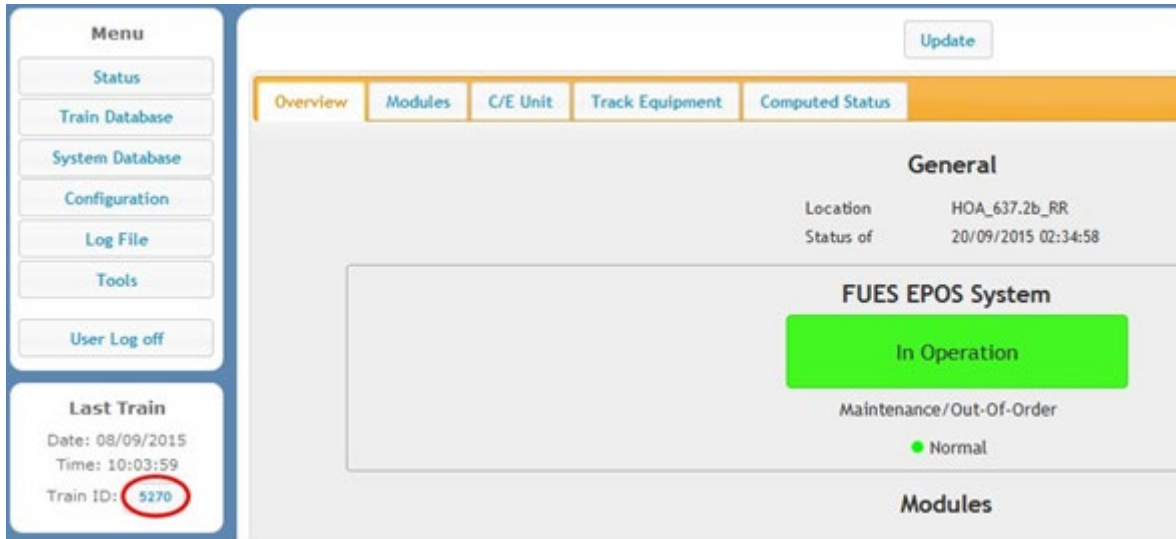 Menu
Status
Train Database
System Database
Configuration
Log File
Tools
User Log off
Last Train
Date: 08/09/2015
Time: 10:03:59
Train ID: 5270
Update
Overview Modules C/E Unit Track Equipment Computed Status
General
Location HOA_637.2b_RR
Status of 20/09/2015 02:34:58
FUES EPOS System
In Operation
Maintenance/Out-Of-Order
Normal
Modules